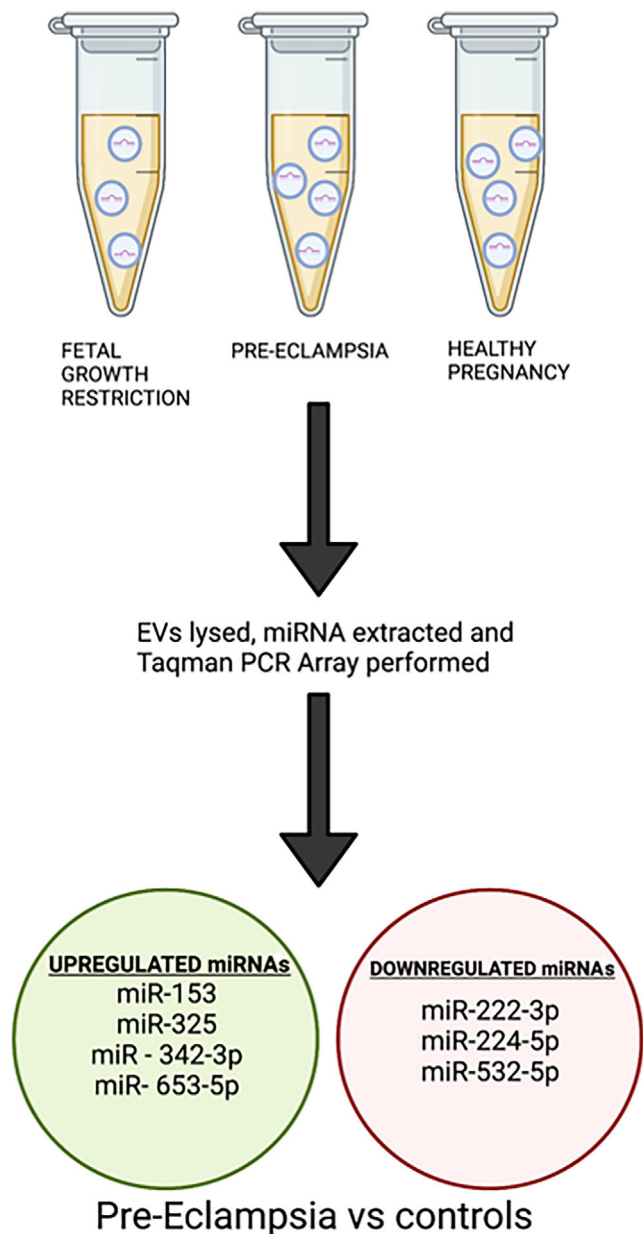 FETAL
GROWTH
RESTRICTION
PRE-ECLAMPSIA
HEALTHY
PREGNANCY
EVs lysed, miRNA extracted and
Taqman PCR Array performed
UPREGULATED miRNAs
miR-153
miR-325
miR - 342-3p
miR- 653-5p
DOWNREGULATED miRNAs
miR-222-3p
miR-224-5p
miR-532-5p
Pre-Eclampsia vs controls